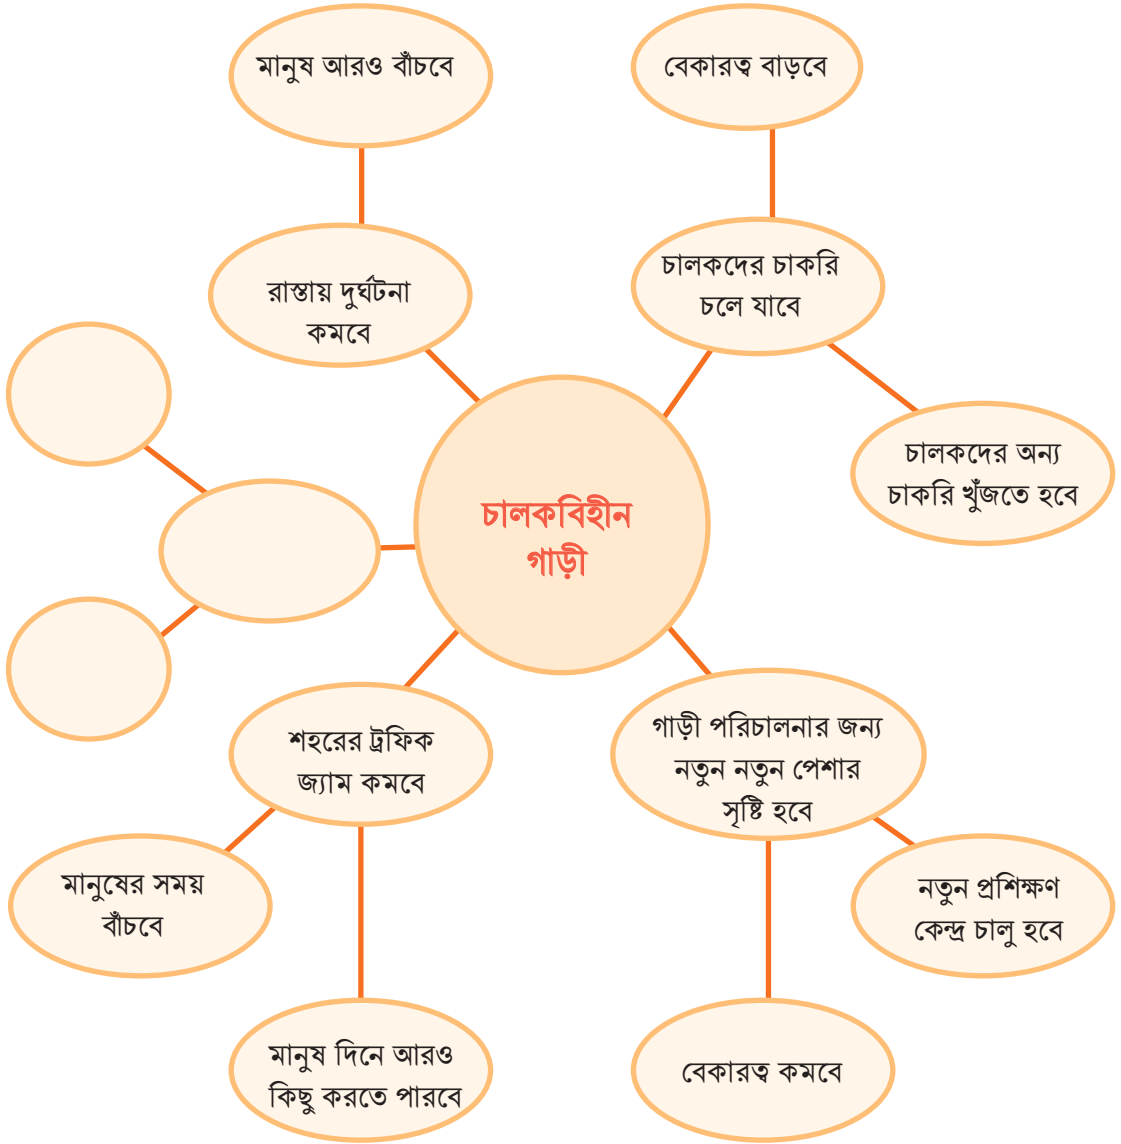 মানুষ আরও বাঁচবে
বেকারত্ব বাড়বে
রাস্তায় দুর্ঘটনা
কমবে
চালকদের চাকরি
চলে যাবে
চালকদের অন্য
চাকরি খুঁজতে হবে
চালকবিহীন
গাড়ী
শহরের ট্রফিক
জ্যাম কমবে
গাড়ী পরিচালনার জন্য
নতুন নতুন পেশার
সৃষ্টি হবে
মানুষের সময়
বাঁচবে
নতুন প্রশিক্ষণ
কেন্দ্র চালু হবে
মানুষ দিনে আরও
কিছু করতে পারবে
বেকারত্ব কমবে